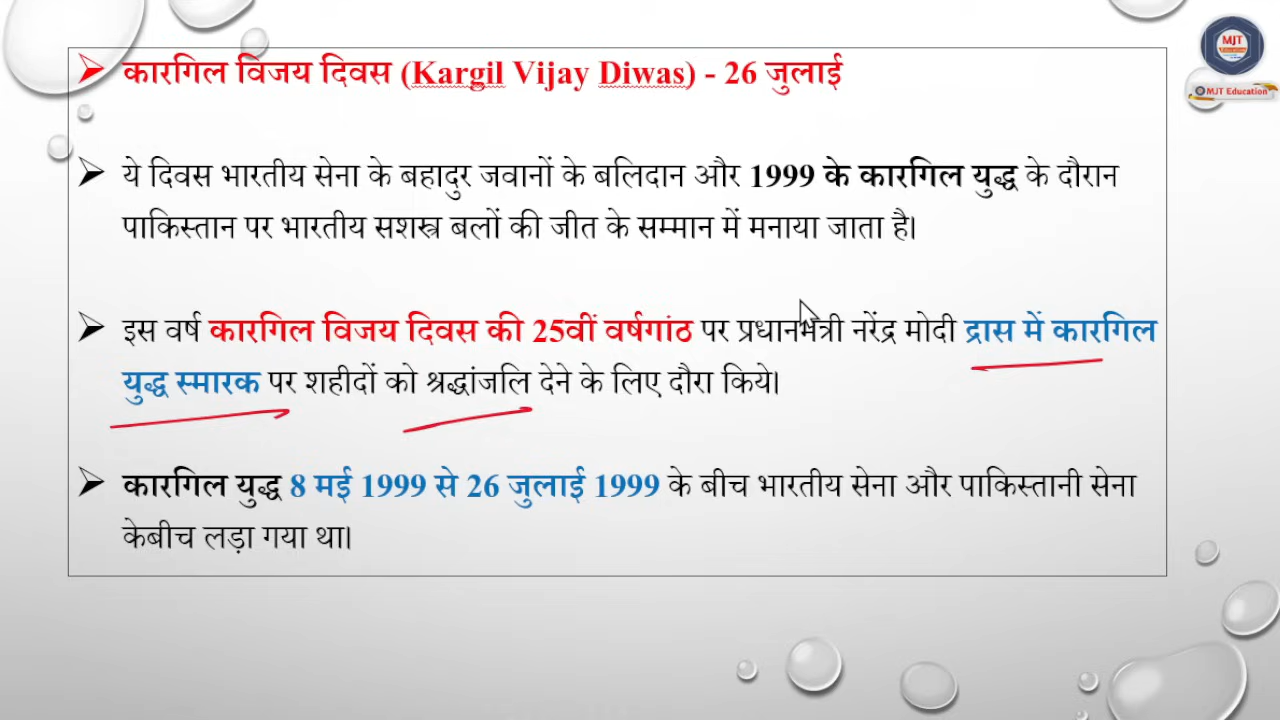 कारगिल विजय दिवस (Kargil Vijay Diwas) - 26 जुलाई
ये दिवस भारतीय सेना के बहादुर जवानों के बलिदान और 1999 के कारगिल युद्ध के दौरान
पाकिस्तान पर भारतीय सशस्त्र बलों की जीत के सम्मान में मनाया जाता है।
इस वर्ष कारगिल विजय दिवस की 25वीं वर्षगांठ पर प्रधानमंत्री नरेंद्र मोदी द्रास में कारगिल
युद्ध स्मारक पर शहीदों को श्रद्धांजलि देने के लिए दौरा किये।
कारगिल युद्ध 8 मई 1999 से 26 जुलाई 1999 के बीच भारतीय सेना और पाकिस्तानी सेना
केबीच लड़ा गया था।
MJT
Education
MJT Education